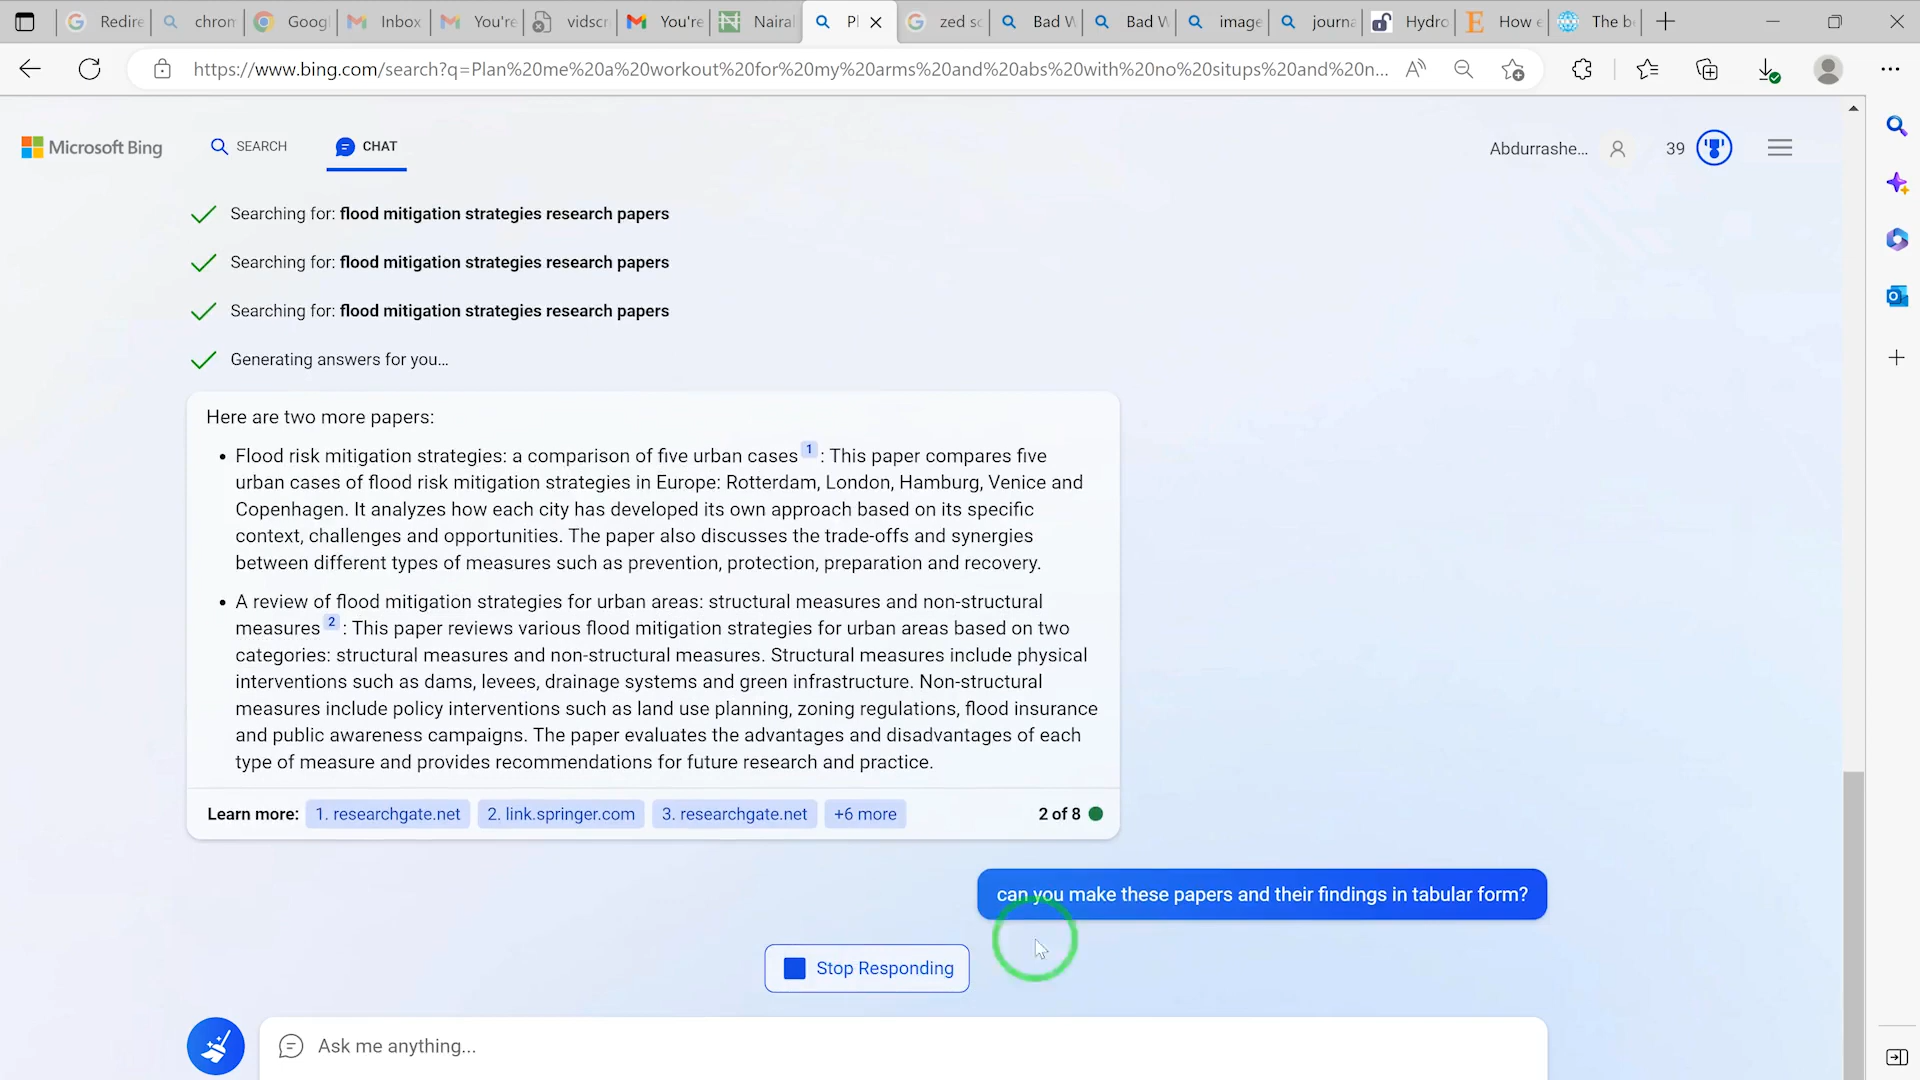 Redire
chrom
Goog
Inbox
You're
vidscr
You're
Nairal
Pl
zed sc
Bad W
Bad W
image
journa
Hydro
How e
The be
https://www.bing.com/search?q=Plan%20me%20a%20workout%20for%20my%20arms%20and%20abs%20with%20no%20situps%20and%20n...
Microsoft Bing
SEARCH
CHAT
Abdurrashe...
39
Searching for: flood mitigation strategies research papers
Searching for: flood mitigation strategies research papers
Searching for: flood mitigation strategies research papers
Generating answers for you...
Here are two more papers:
• Flood risk mitigation strategies: a comparison of five urban cases 1 : This paper compares five
urban cases of flood risk mitigation strategies in Europe: Rotterdam, London, Hamburg, Venice and
Copenhagen. It analyzes how each city has developed its own approach based on its specific
context, challenges and opportunities. The paper also discusses the trade-offs and synergies
between different types of measures such as prevention, protection, preparation and recovery.
• A review of flood mitigation strategies for urban areas: structural measures and non-structural
measures 2 : This paper reviews various flood mitigation strategies for urban areas based on two
categories: structural measures and non-structural measures. Structural measures include physical
interventions such as dams, levees, drainage systems and green infrastructure. Non-structural
measures include policy interventions such as land use planning, zoning regulations, flood insurance
and public awareness campaigns. The paper evaluates the advantages and disadvantages of each
type of measure and provides recommendations for future research and practice.
Learn more: 1. researchgate.net 2. link.springer.com 3. researchgate.net +6 more 2 of 8
can you make these papers and their findings in tabular form?
Stop Responding
Ask me anything...